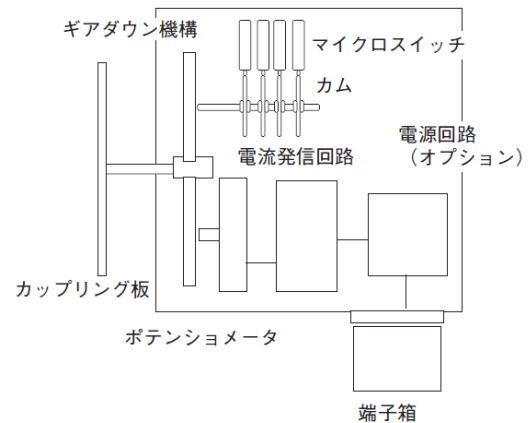 ギアダウン機構
マイクロスイッチ
カム
電源回路
（オプション）
電流発信回路
カップリング板
ポテンショメータ
端子箱